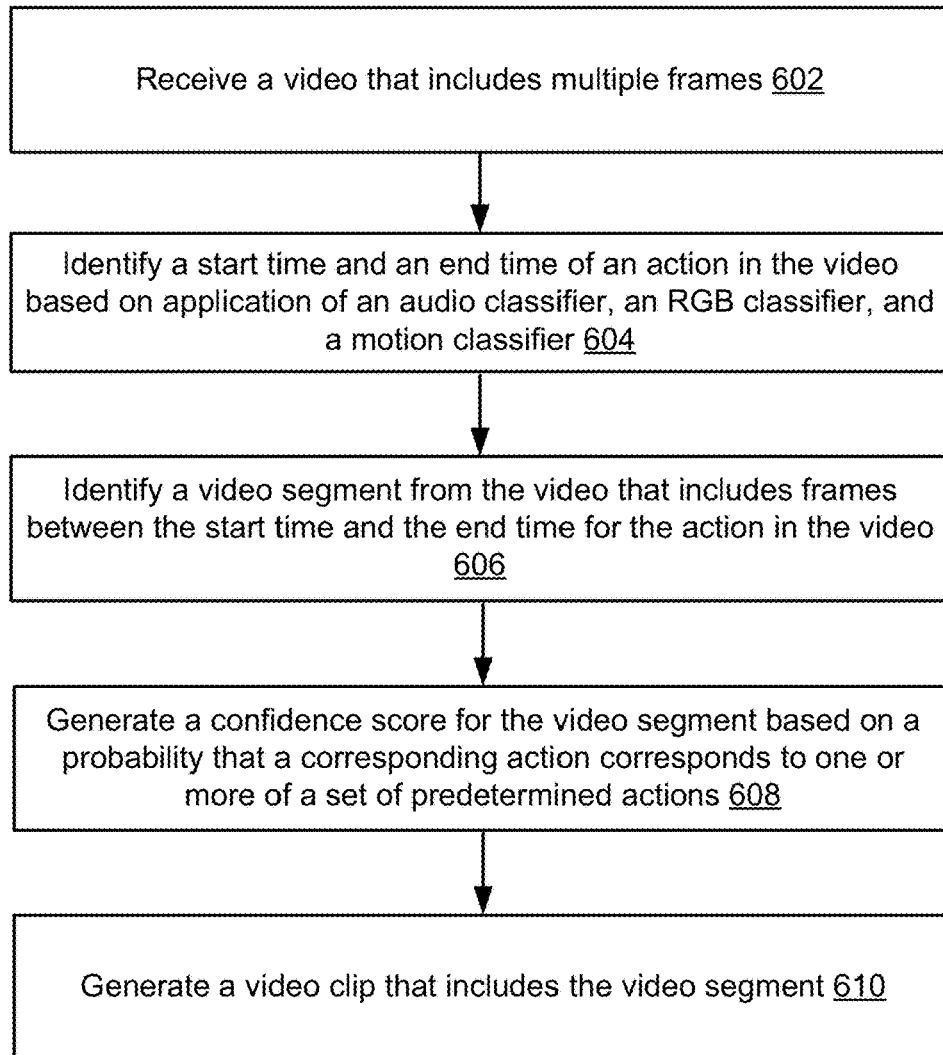 Receive a video that includes multiple frames 602
Identify a start time and an end time of an action in the video
based on application of an audio classifier, an RGB classifier, and
a motion classifier 604
Identify a video segment from the video that includes frames
between the start time and the end time for the action in the video
606
Generate a confidence score for the video segment based on a
probability that a corresponding action corresponds to one or
more of a set of predetermined actions 608
Generate a video clip that includes the video segment 610